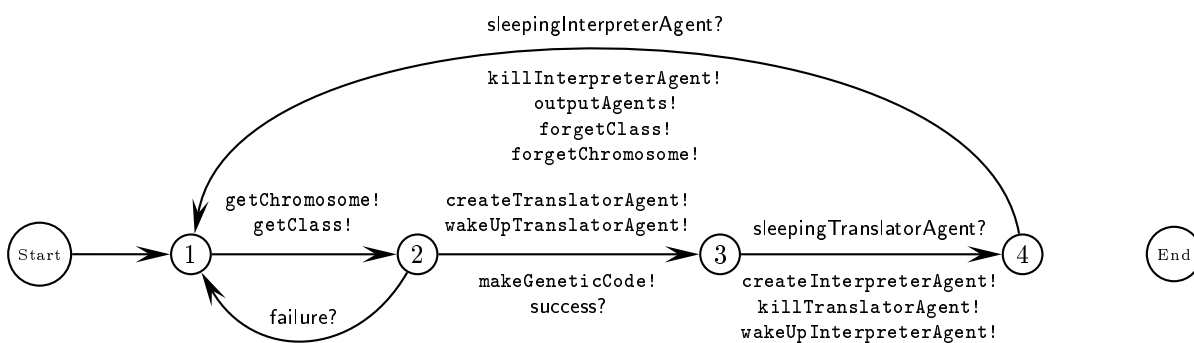 sleepingInterpreterAgent?
killInterpreterAgent!
outputAgents!
forgetClass!
forgetChromosome!
getChromosome!
getClass!
createTranslatorAgent!
wakeUpTranslatorAgent!
sleepingTranslatorAgent?
Start
1
2
3
4
End
makeGeneticCode!
success?
createInterpreterAgent!
killTranslatorAgent!
wakeUpInterpreterAgent!
failure?